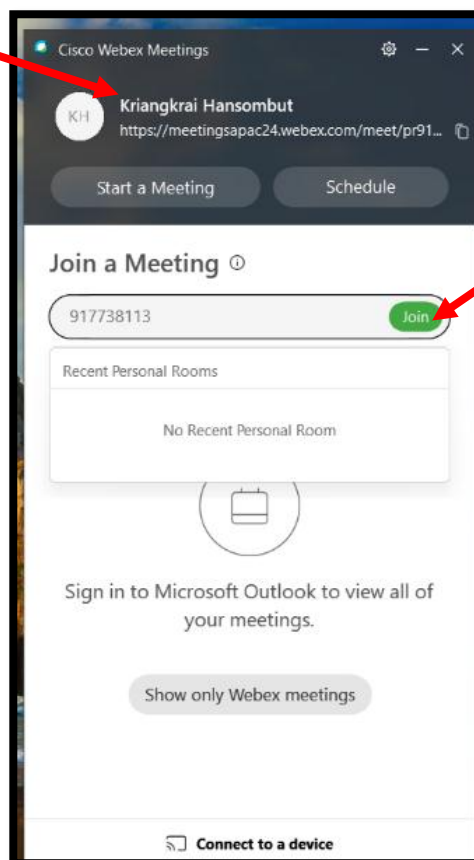 Cisco Webex Meetings
KH
Kriangkrai Hansombut
https://meetingsapac24.webex.com/meet/pr91...
Start a Meeting
Schedule
Join a Meeting
917738113
Join
Recent Personal Rooms
No Recent Personal Room
Sign in to Microsoft Outlook to view all of
your meetings.
Show only Webex meetings
Connect to a device